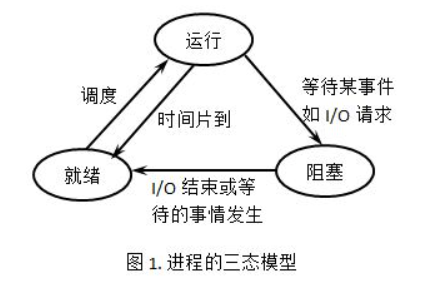 运行
调度
时间片到
等待某事件
如 I/O 请求
就绪
阻塞
I/O 结束或等
待的事情发生
图 1. 进程的三态模型